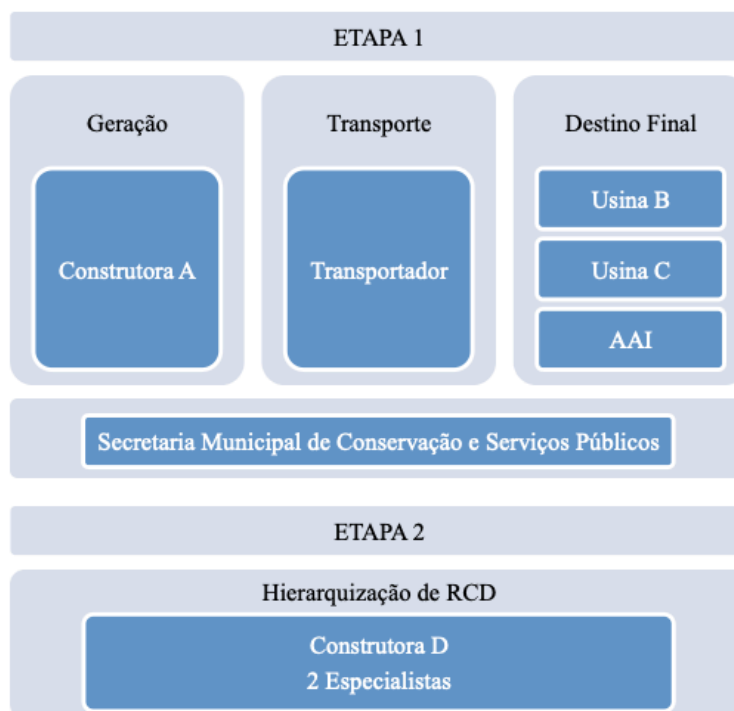 ETAPA 1
Geração
Construtora A
Transporte
Transportador
Destino Final
Usina B
Usina C
AAI
Secretaria Municipal de Conservação e Serviços Públicos
ETAPA 2
Hierarquização de RCD
Construtora D
2 Especialistas